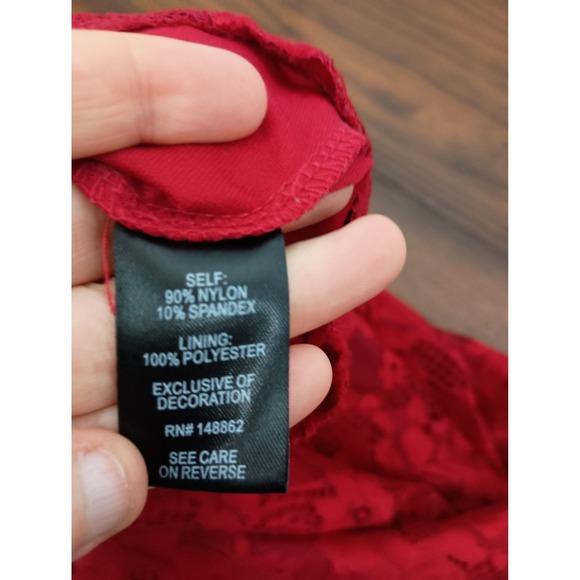 SELF:
90% NYLON
10% SPANDEX
LINING:
100% POLYESTER
EXCLUSIVE OF
DECORATION
RN# 148862
SEE CARE
ON REVERSE